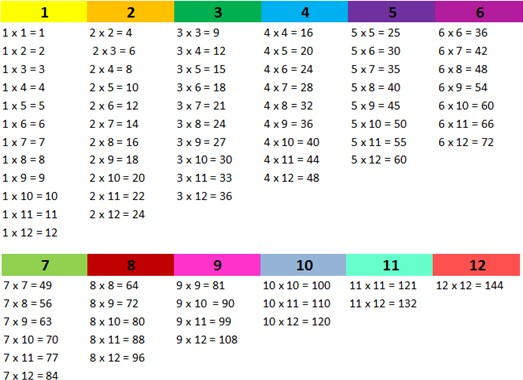 1
1 x 1 = 1
1 x 2 = 2
1 x 3 = 3
1 x 4 = 4
1 x 5 = 5
1 x 6 = 6
1 x 7 = 7
1 x 8 = 8
1 x 9 = 9
1 x 10 = 10
1 x 11 = 11
1 x 12 = 12
2
2 x 2 = 4
2 x 3 = 6
2 x 4 = 8
2 x 5 = 10
2 x 6 = 12
2 x 7 = 14
2 x 8 = 16
2 x 9 = 18
2 x 10 = 20
2 x 11 = 22
2 x 12 = 24
3
3 x 3 = 9
3 x 4 = 12
3 x 5 = 15
3 x 6 = 18
3 x 7 = 21
3 x 8 = 24
3 x 9 = 27
3 x 10 = 30
3 x 11 = 33
3 x 12 = 36
4
4 x 4 = 16
4 x 5 = 20
4 x 6 = 24
4 x 7 = 28
4 x 8 = 32
4 x 9 = 36
4 x 10 = 40
4 x 11 = 44
4 x 12 = 48
5
5 x 5 = 25
5 x 6 = 30
5 x 7 = 35
5 x 8 = 40
5 x 9 = 45
5 x 10 = 50
5 x 11 = 55
5 x 12 = 60
6
6 x 6 = 36
6 x 7 = 42
6 x 8 = 48
6 x 9 = 54
6 x 10 = 60
6 x 11 = 66
6 x 12 = 72
7
7 x 7 = 49
7 x 8 = 56
7 x 9 = 63
7 x 10 = 70
7 x 11 = 77
7 x 12 = 84
8
8 x 8 = 64
8 x 9 = 72
8 x 10 = 80
8 x 11 = 88
8 x 12 = 96
9
9 x 9 = 81
9 x 10 = 90
9 x 11 = 99
9 x 12 = 108
10
10 x 10 = 100
10 x 11 = 110
10 x 12 = 120
11
11 x 11 = 121
11 x 12 = 132
12
12 x 12 = 144